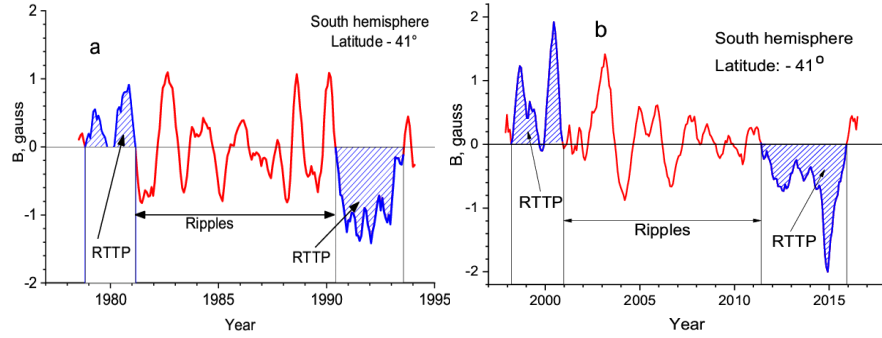 a
South hemisphere
Latitude - 41°
B, gauss
2
1
0
-1
-2
RTTP
Ripples
RTTP
1980 1985 1990 1995
Year
b
South hemisphere
Latitude: - 41°
B, gauss
2
1
0
-1
-2
RTTP
Ripples
RTTP
2000 2005 2010 2015
Year